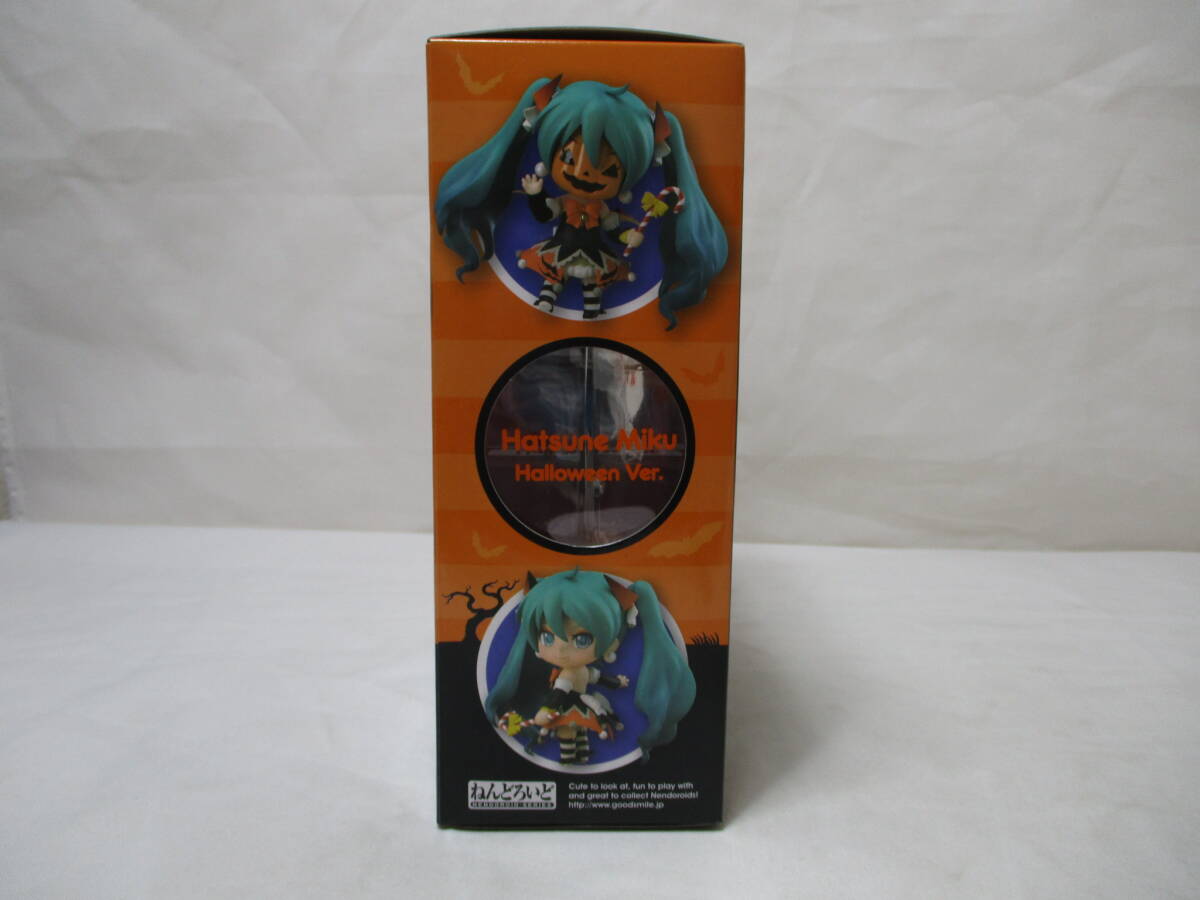 Hatsune Miku
Halloween Ver.
ねんどろいど
NENDOROID SERIES
Cute to look at, fun to play with
and great to collect Nendoroids!
http://www.goodsmile.jp